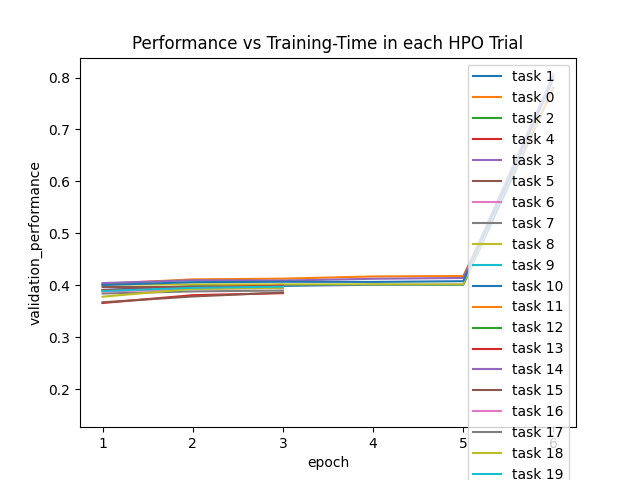 Performance vs Training-Time in each HPO Trial
validation_performance
0.8
0.7
0.6
0.5
0.4
0.3
0.2
1
2
3
4
5
6
epoch
task 1
task 0
task 2
task 4
task 3
task 5
task 6
task 7
task 8
task 9
task 10
task 11
task 12
task 13
task 14
task 15
task 16
task 17
task 18
task 19